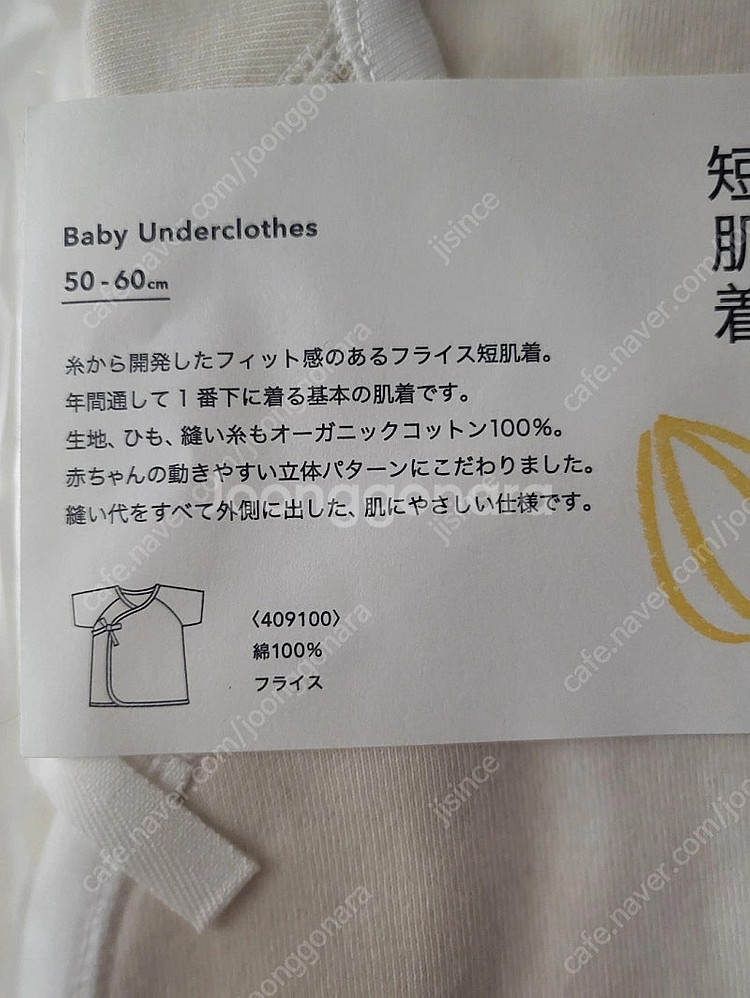 Baby Underclothes
50-60cm
短肌着
糸から開発したフィット感のあるフライス短肌着。
年間通して1番下に着る基本の肌着です。
生地、ひも、縫い糸もオーガニックコットン100%。
赤ちゃんの動きやすい立体パターンにこだわりました。
縫い代をすべて外側に出した、肌にやさしい仕様です。
〈409100〉
綿100%
フライス
Joonggonara
cafe.naver.com/joonggonara
jisince